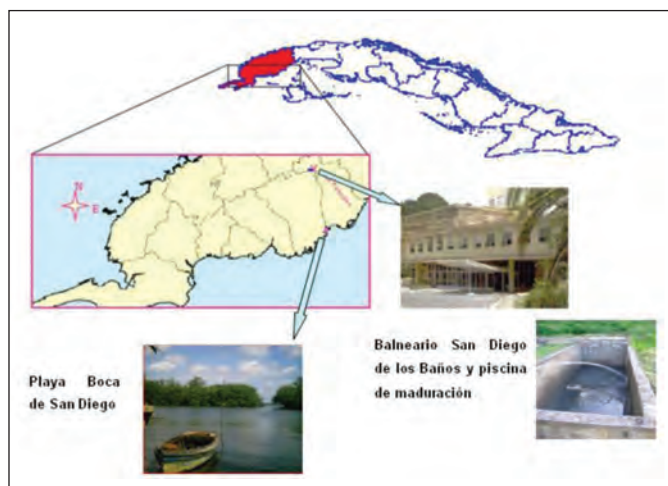 N
E
Balneario San Diego
de los Baños y piscina
de maduración
Playa Boca
de San Diego